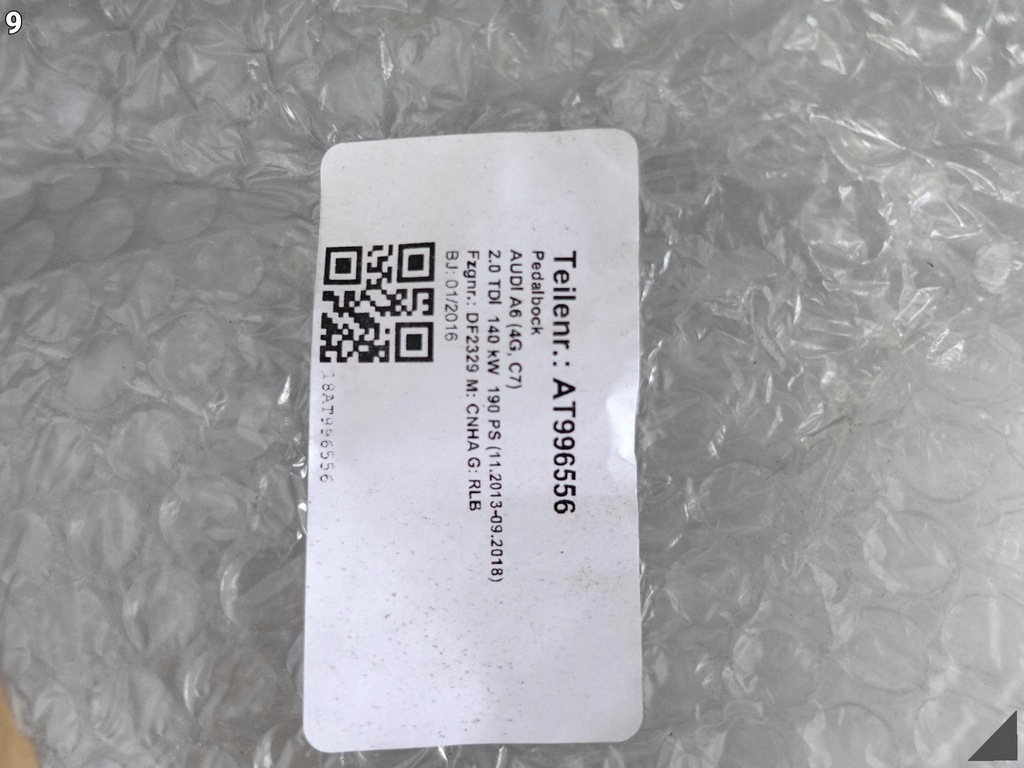 9
Teilenr.: AT996556
Pedalbock
AUDI A6 (4G, C7)
2.0 TDI 140 kW 190 PS (11.2013-09.2018)
Fzgnr.: DF2329 M: CNHA G: RLB
BJ: 01/2016
18AT996556